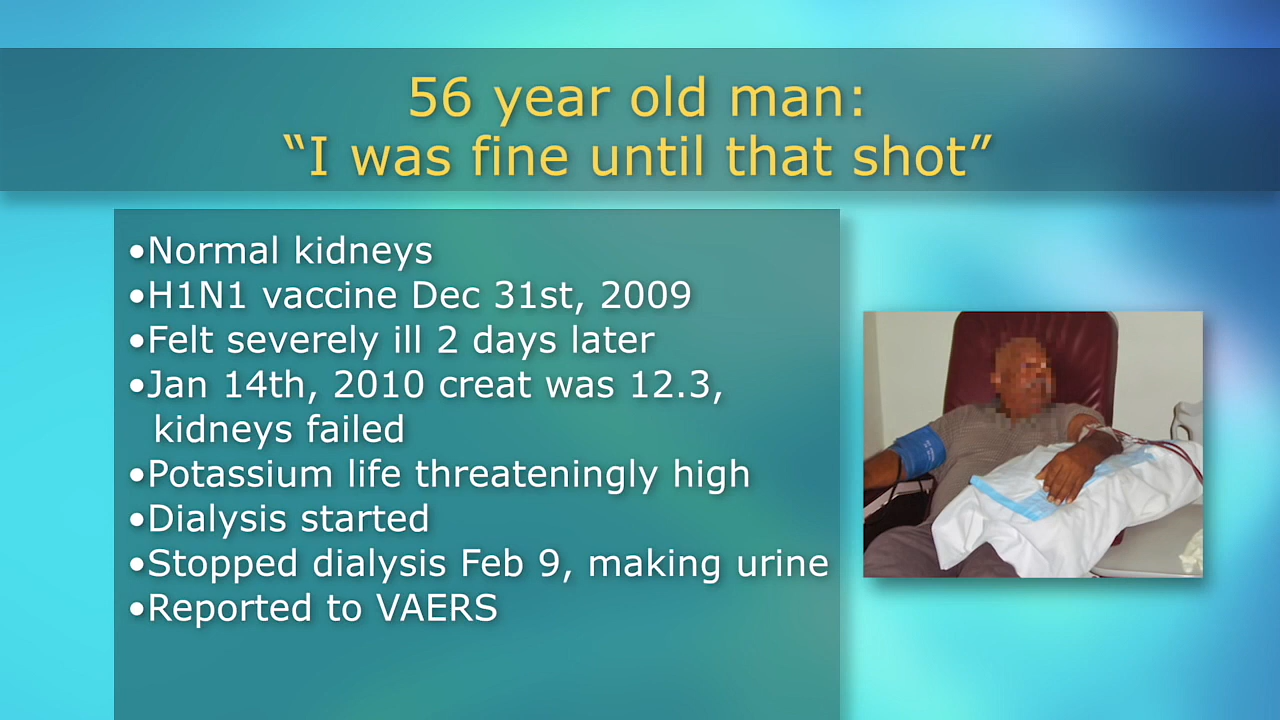 56 year old man:
“I was fine until that shot”
•Normal kidneys
•H1N1 vaccine Dec 31st, 2009
•Felt severely ill 2 days later
•Jan 14th, 2010 creat was 12.3,
kidneys failed
•Potassium life threateningly high
•Dialysis started
•Stopped dialysis Feb 9, making urine
•Reported to VAERS